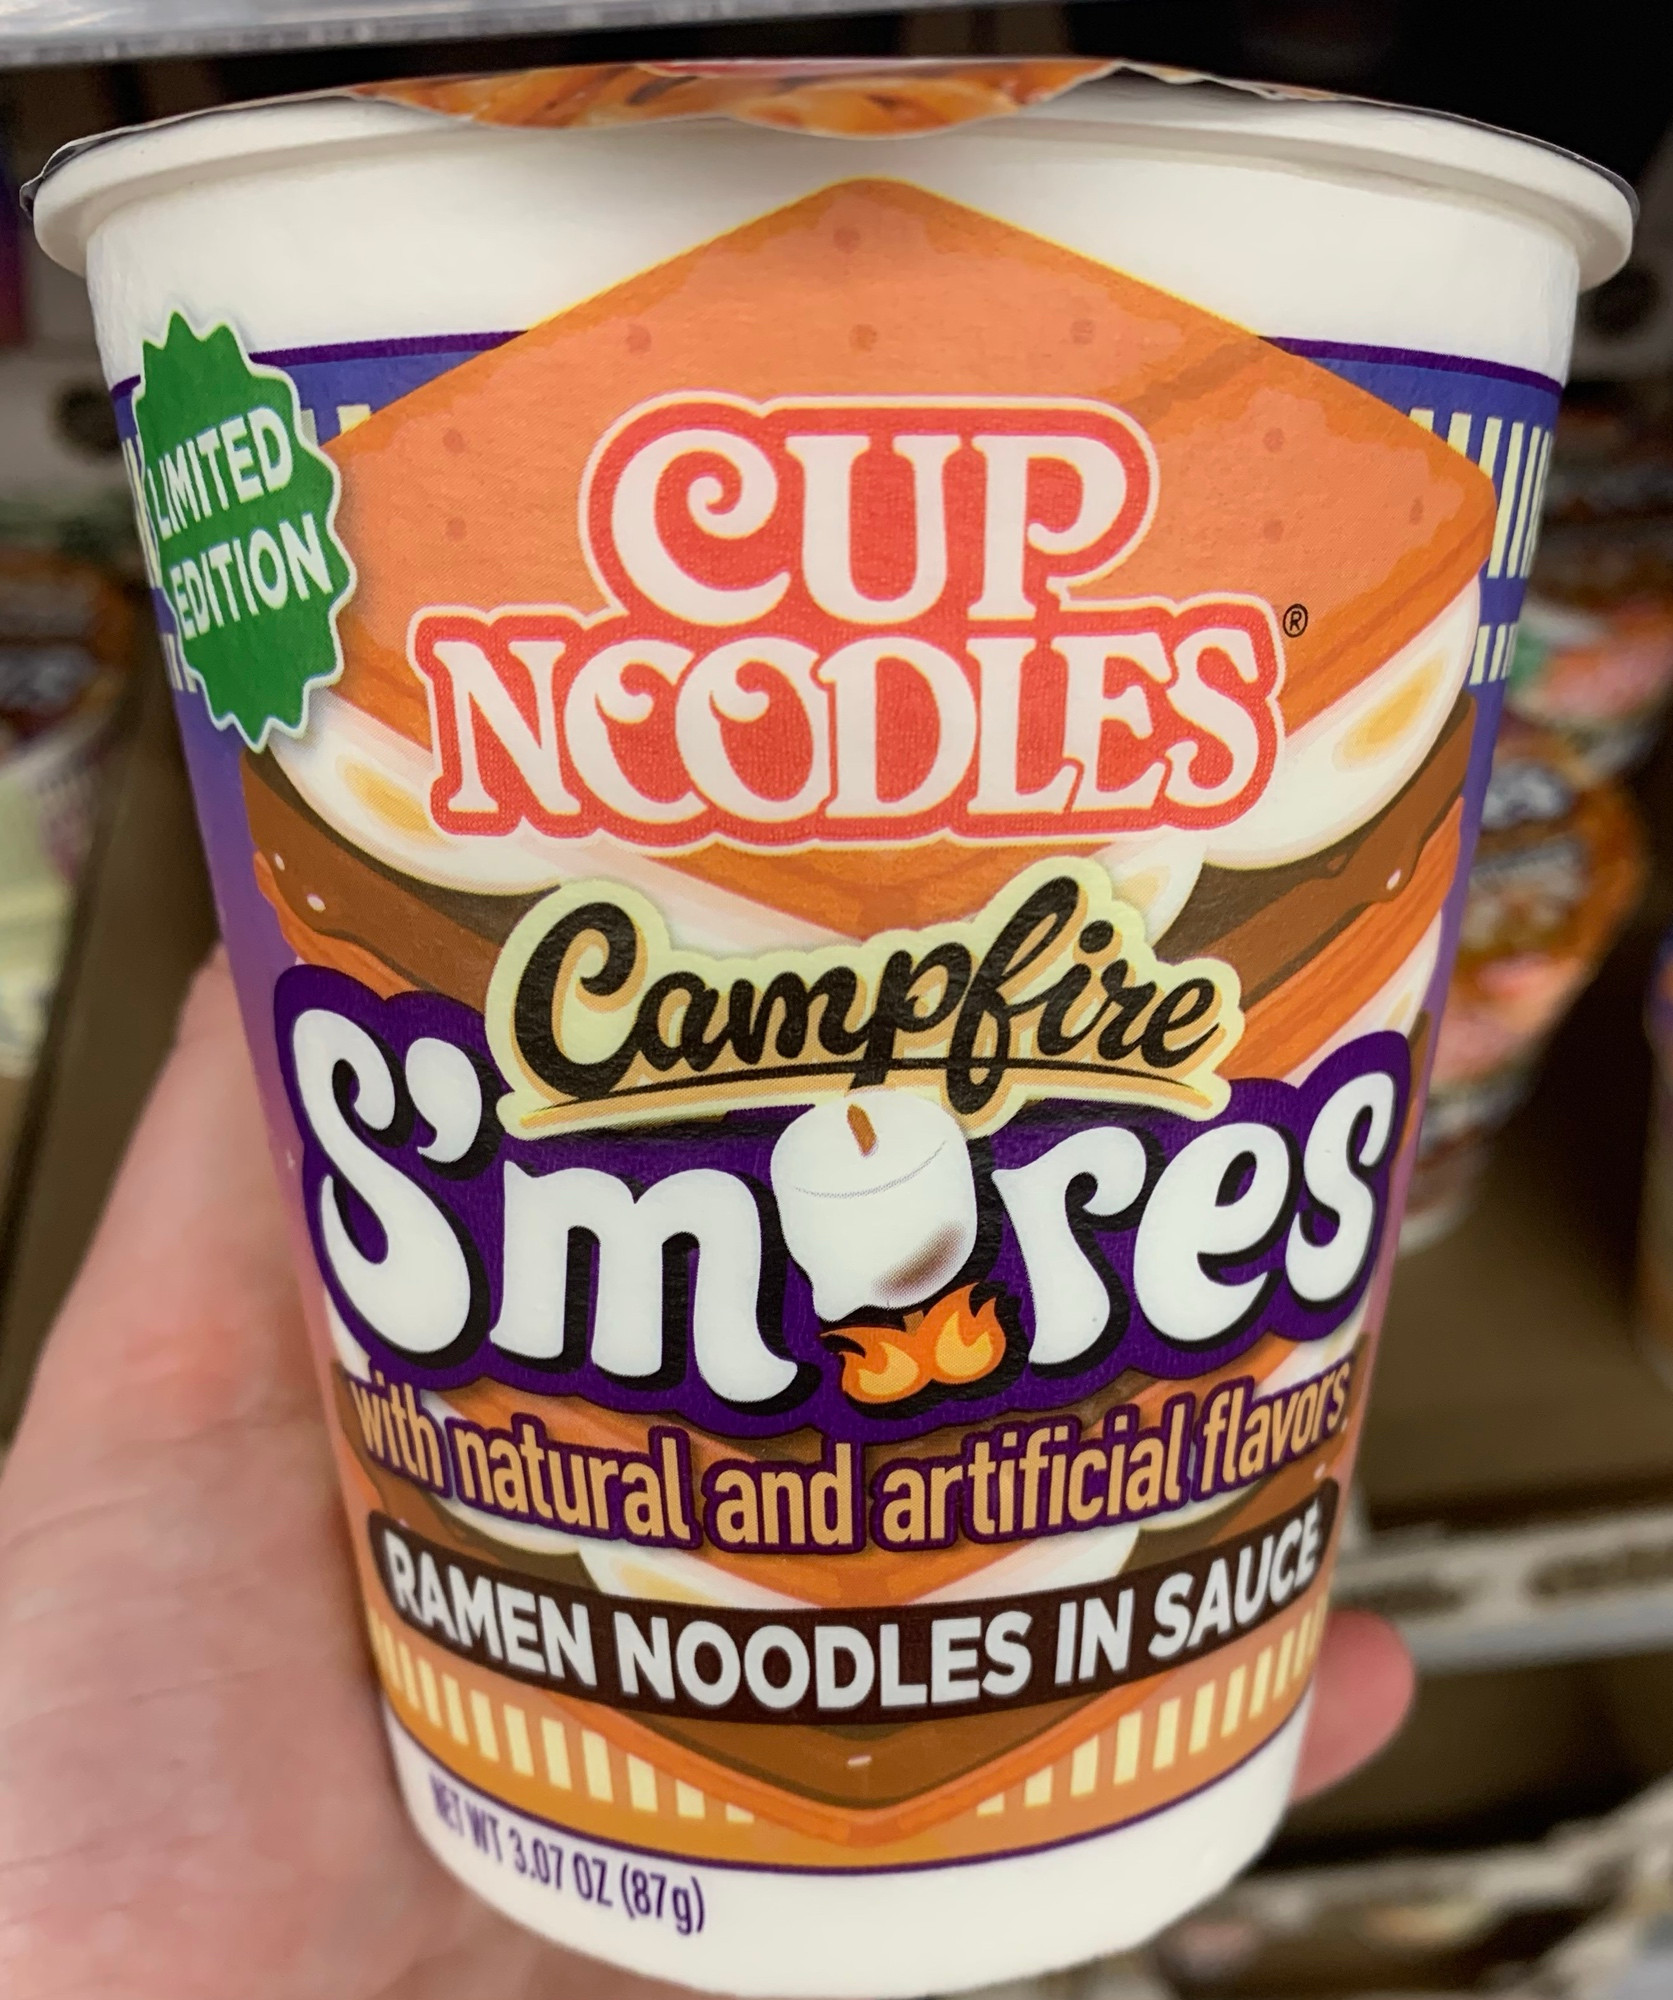 LIMITED
EDITION
CUP
NOODLES®
Campfire
S'mores
with natural and artificial flavors
RAMEN NOODLES IN SAUCE
NET WT 3.07 OZ (87g)